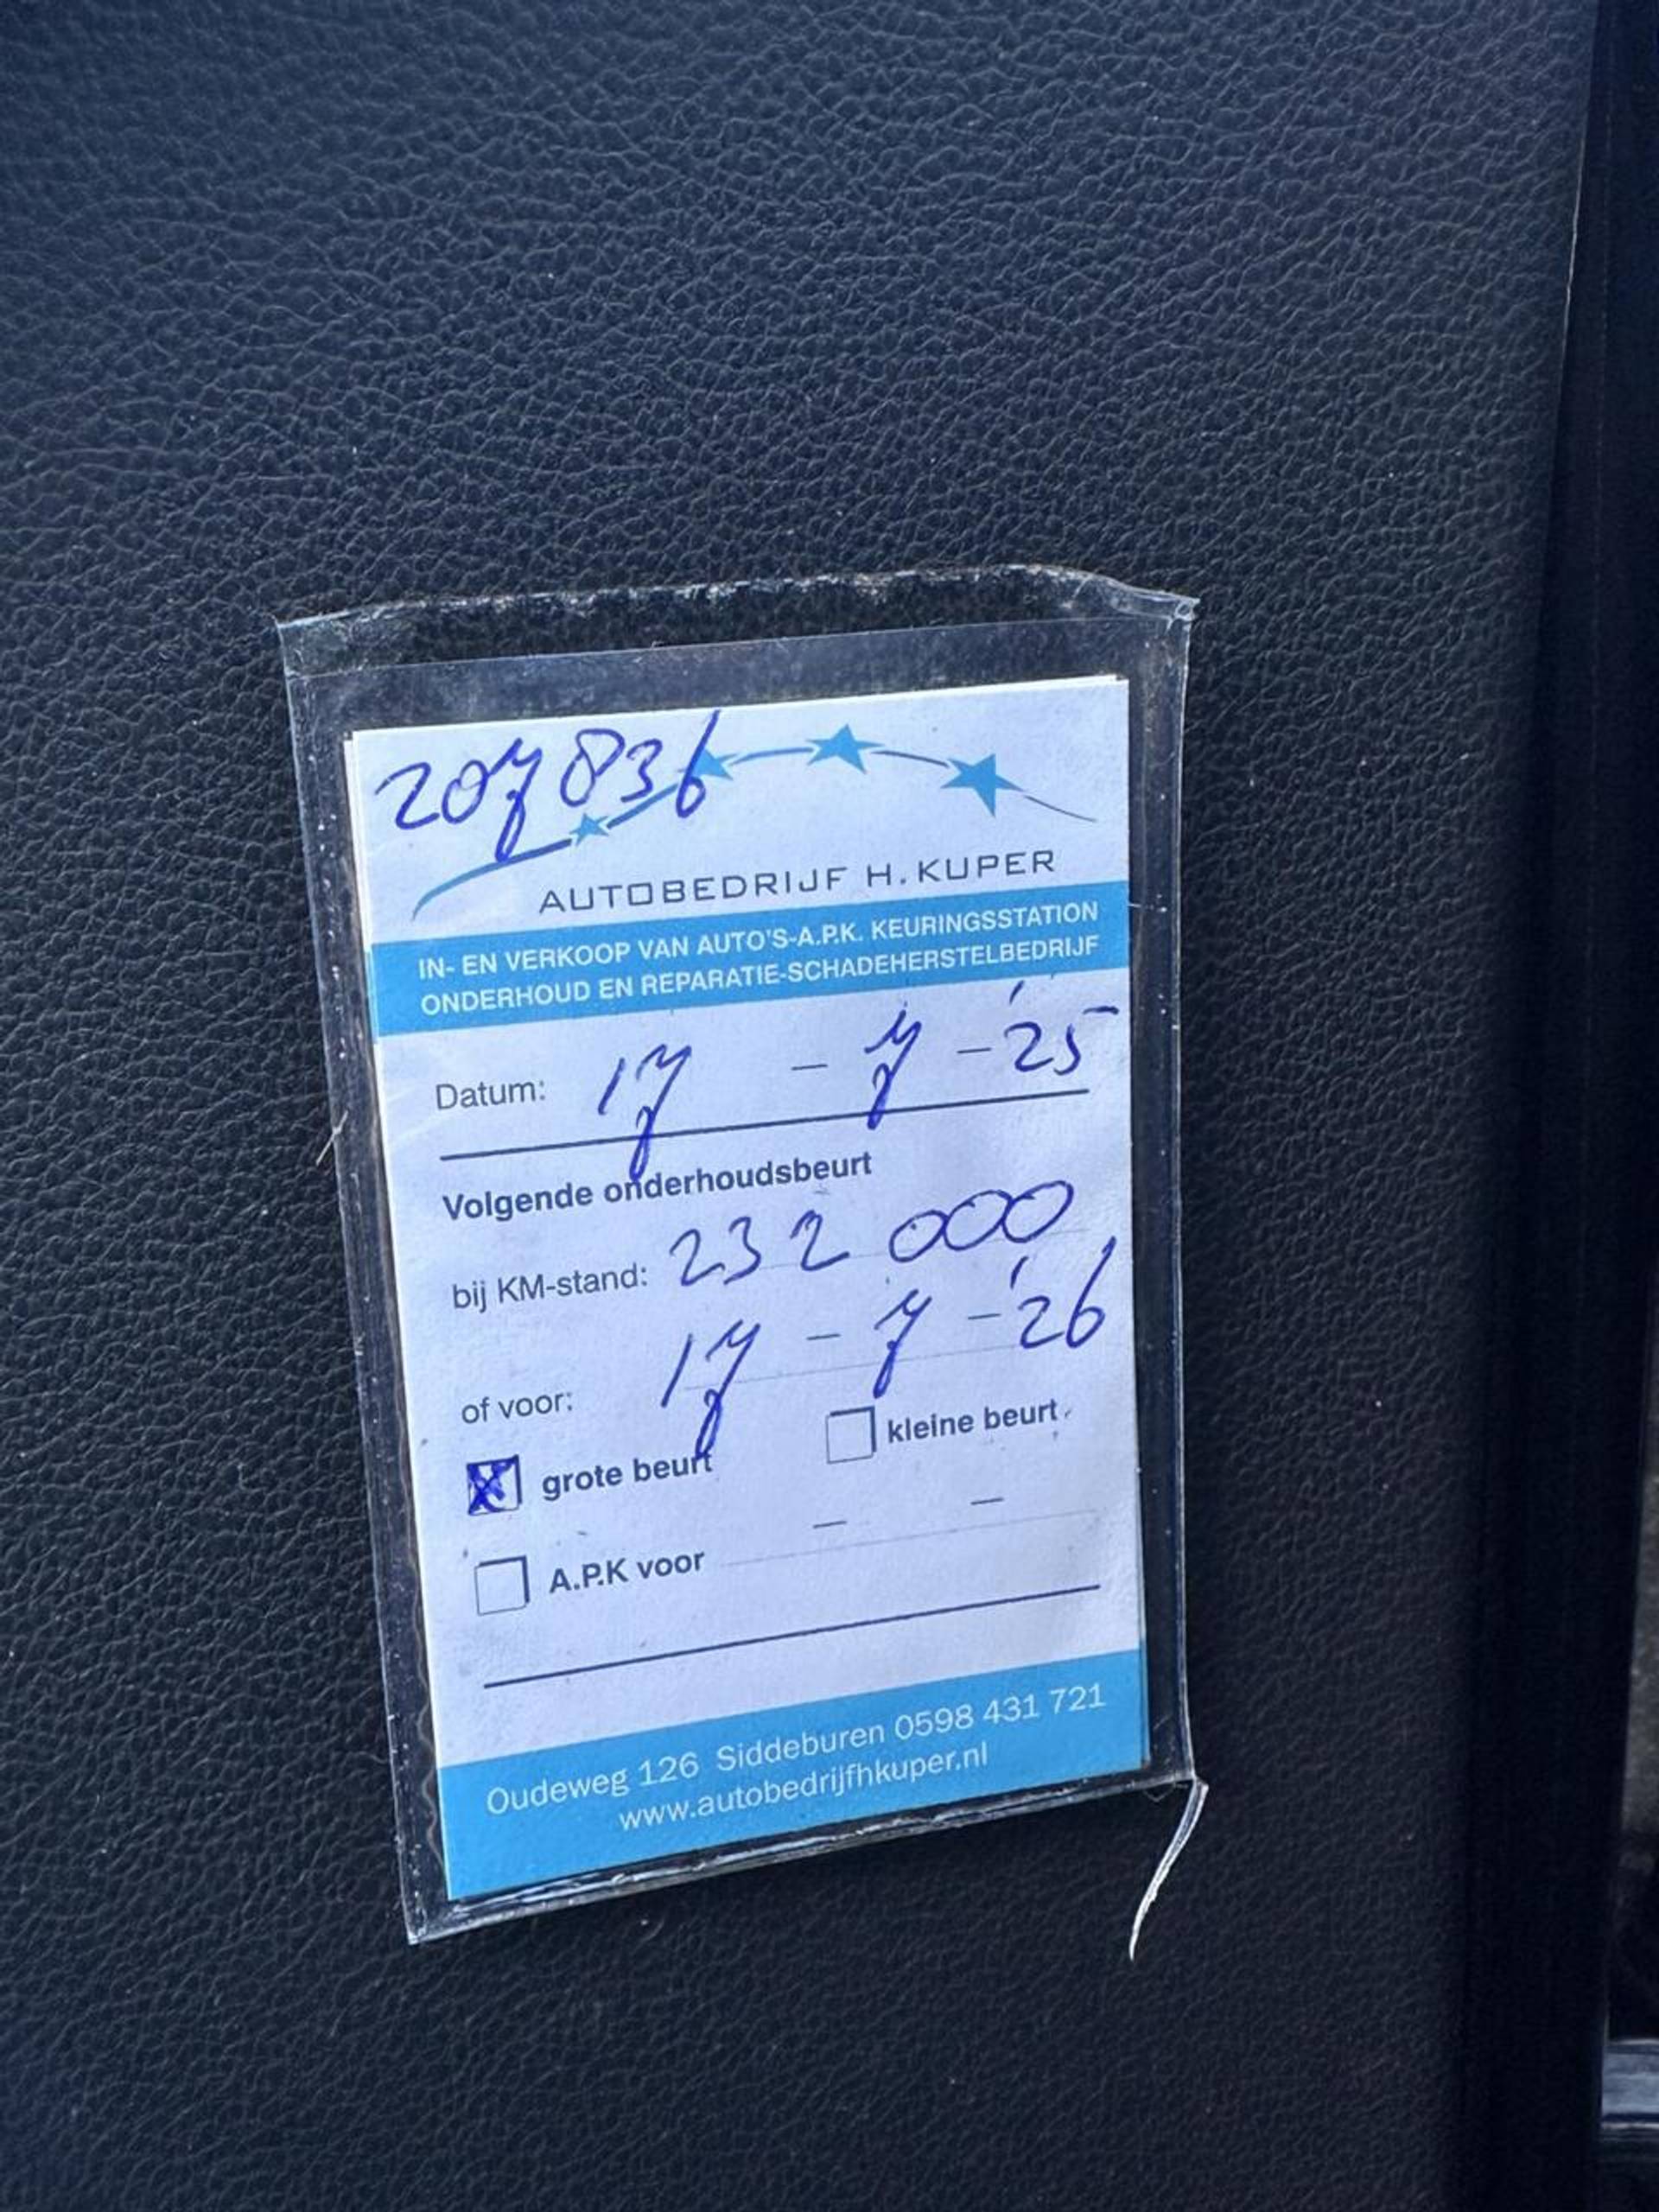 207836
AUTOBEDRIJF H. KUPER
IN- EN VERKOOP VAN AUTO'S-A.P.K. KEURINGSSTATION
ONDERHOUD EN REPARATIE-SCHADEHERSTELBEDRIJF
Datum: 17 - 7 - '25
Volgende onderhoudsbeurt
bij KM-stand: 232 000
of voor: 17 - 7 - '26
grote beurt kleine beurt
A.P.K voor - -
Oudeweg 126 Siddeburen 0598 431 721
www.autobedrijfhkuper.nl